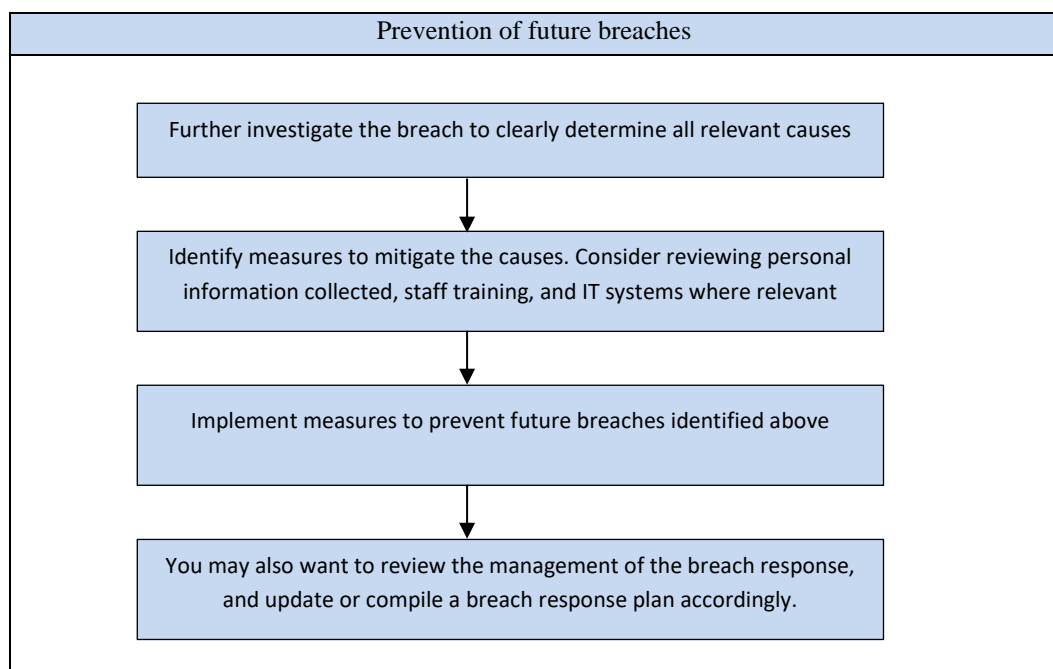 Prevention of future breaches
Further investigate the breach to clearly determine all relevant causes
Identify measures to mitigate the causes. Consider reviewing personal
information collected, staff training, and IT systems where relevant
Implement measures to prevent future breaches identified above
You may also want to review the management of the breach response,
and update or compile a breach response plan accordingly.